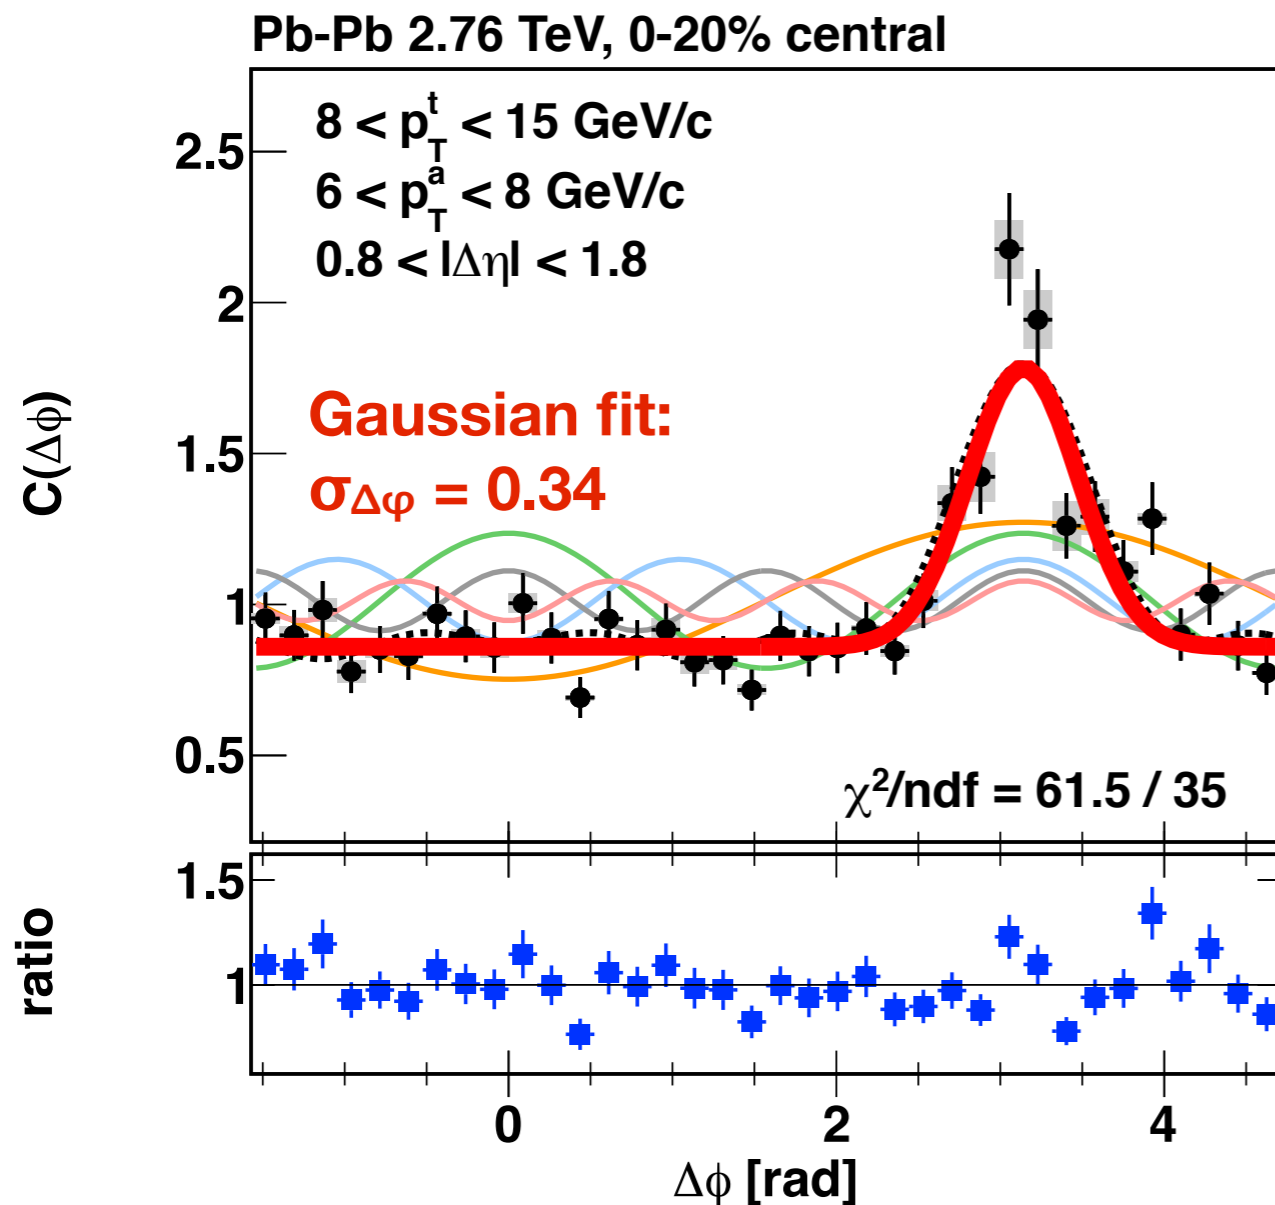 Pb-Pb 2.76 TeV, 0-20% central
8 < p_T^t < 15 GeV/c
6 < p_T^a < 8 GeV/c
0.8 < |Δη| < 1.8
Gaussian fit:
σ_Δφ = 0.34
C(Δϕ)
2.5
2
1.5
1
0.5
χ²/ndf = 61.5 / 35
ratio
1.5
1
0 2 4
Δϕ [rad]